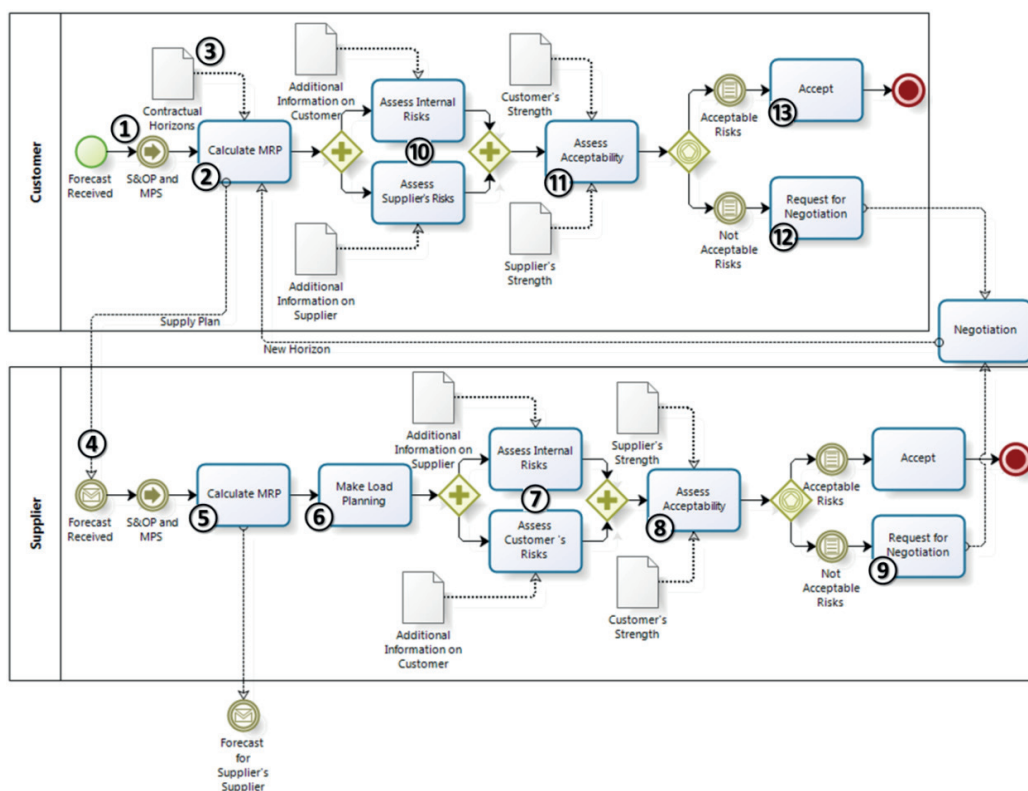 Customer
③
Contractual
Horizons
Additional
Information on
Customer
Assess Internal
Risks
Customer's
Strength
Acceptable
Risks
Accept
⑬
①
Forecast
Received
S&OP and
MPS
Calculate MRP
②
⑩
Assess
Supplier's Risks
Assess
Acceptability
⑪
Additional
Information on
Supplier
Supplier's
Strength
Not
Acceptable
Risks
Request for
Negotiation
⑫
Supply Plan
New Horizon
Negotiation
Supplier
④
Forecast
Received
S&OP and
MPS
Calculate MRP
⑤
Make Load
Planning
⑥
Additional
Information on
Supplier
Assess Internal
Risks
⑦
Assess
Customer 's
Risks
Additional
Information on
Customer
Supplier's
Strength
Assess
Acceptability
⑧
Customer's
Strength
Acceptable
Risks
Accept
Not
Acceptable
Risks
Request for
Negotiation
⑨
Forecast
for
Supplier's
Supplier